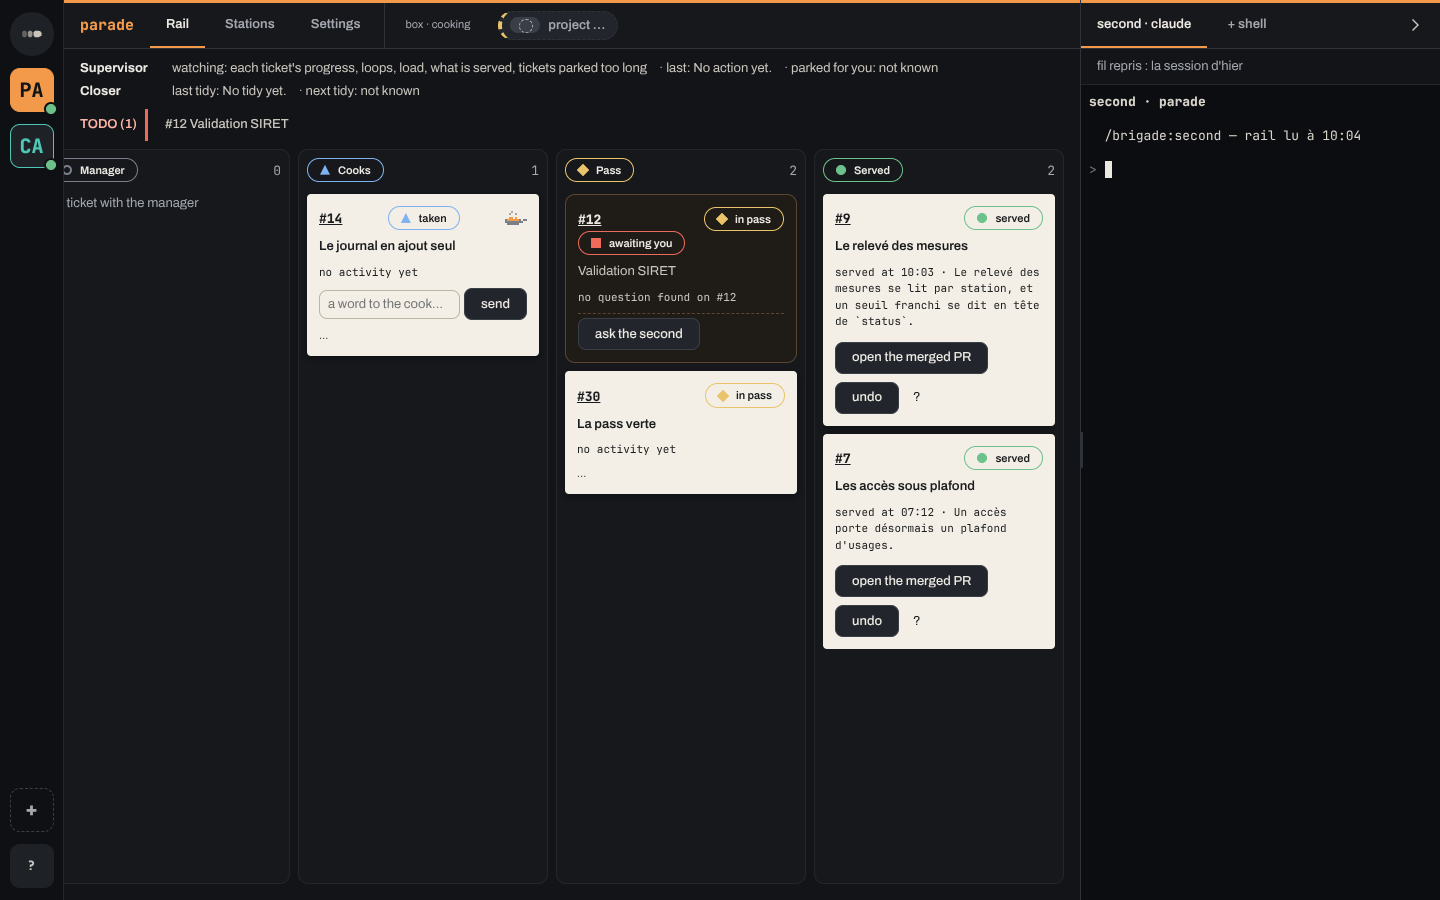 parade Rail Stations Settings box · cooking project ...
second · claude + shell
PA
CA
+
?
Supervisor watching: each ticket's progress, loops, load, what is served, tickets parked too long · last: No action yet. · parked for you: not known
Closer last tidy: No tidy yet. · next tidy: not known
TODO (1) #12 Validation SIRET
Manager 0
ticket with the manager
Cooks 1
#14 taken
Le journal en ajout seul
no activity yet
a word to the cook... send
...
Pass 2
#12 in pass
awaiting you
Validation SIRET
no question found on #12
ask the second
#30 in pass
La pass verte
no activity yet
...
Served 2
#9 served
Le relevé des mesures
served at 10:03 · Le relevé des
mesures se lit par station, et
un seuil franchi se dit en tête
de `status`.
open the merged PR
undo ?
#7 served
Les accès sous plafond
served at 07:12 · Un accès
porte désormais un plafond
d'usages.
open the merged PR
undo ?
fil repris : la session d'hier
second · parade
/brigade:second — rail lu à 10:04
>